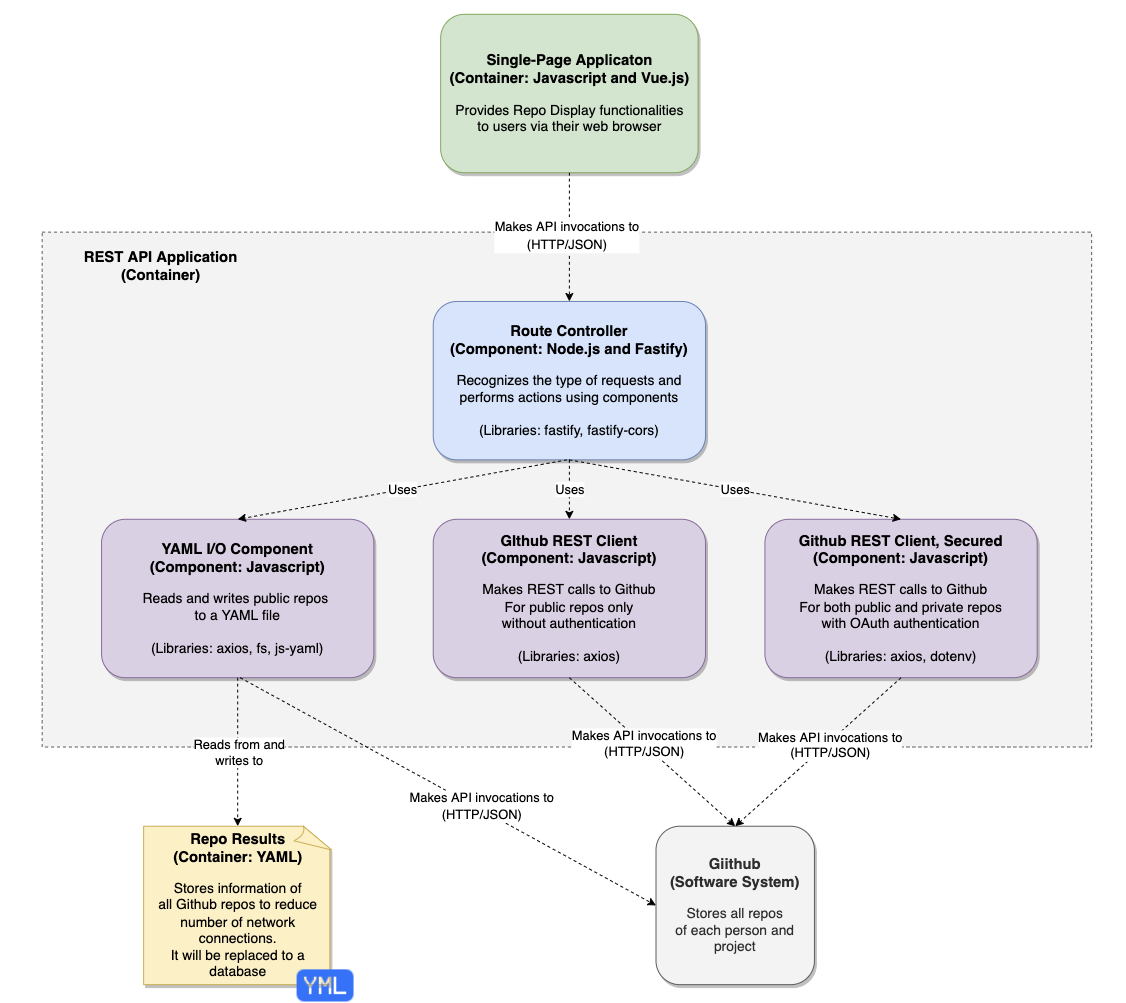 Single-Page Applicaton
(Container: Javascript and Vue.js)
Provides Repo Display functionalities
to users via their web browser
Makes API invocations to
(HTTP/JSON)
REST API Application
(Container)
Route Controller
(Component: Node.js and Fastify)
Recognizes the type of requests and
performs actions using components
(Libraries: fastify, fastify-cors)
Uses
Uses
Uses
YAML I/O Component
(Component: Javascript)
Reads and writes public repos
to a YAML file
(Libraries: axios, fs, js-yaml)
GIthub REST Client
(Component: Javascript)
Makes REST calls to Github
For public repos only
without authentication
(Libraries: axios)
Github REST Client, Secured
(Component: Javascript)
Makes REST calls to Github
For both public and private repos
with OAuth authentication
(Libraries: axios, dotenv)
Reads from and
writes to
Makes API invocations to
(HTTP/JSON)
Makes API invocations to
(HTTP/JSON)
Makes API invocations to
(HTTP/JSON)
Repo Results
(Container: YAML)
Stores information of
all Github repos to reduce
number of network
connections.
It will be replaced to a
database
YML
Giithub
(Software System)
Stores all repos
of each person and
project